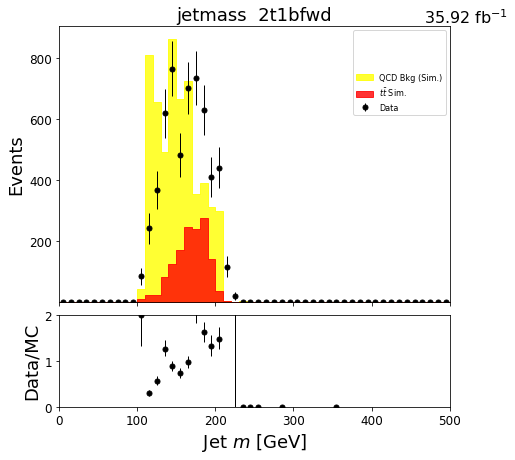 jetmass  2t1bfwd
35.92 fb⁻¹
800
600
400
200
Events
QCD Bkg (Sim.)
tt̄ Sim.
Data
2
1
0
Data/MC
0 100 200 300 400 500
Jet m [GeV]